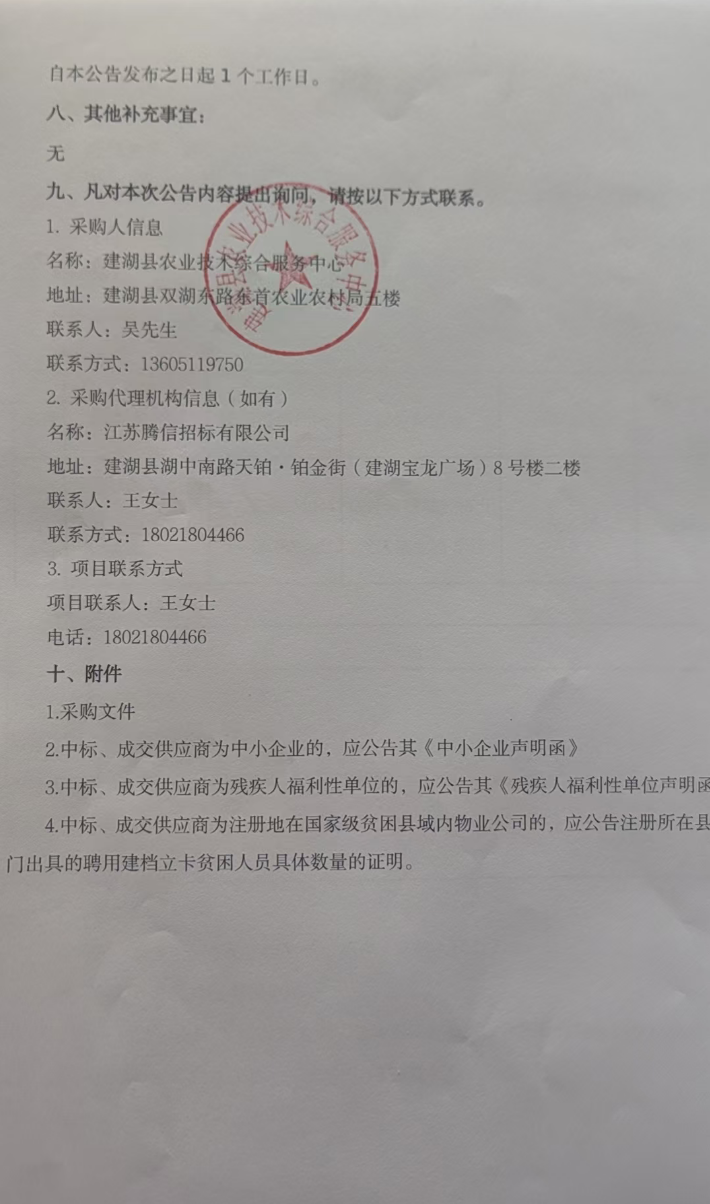 自本公告发布之日起 1 个工作日。
八、其他补充事宜:
无
九、凡对本次公告内容提出询问，请按以下方式联系。
1. 采购人信息
名称：建湖县农业技术综合服务中心
地址：建湖县双湖东路东首农业农村局五楼
联系人：吴先生
联系方式：13605119750
2. 采购代理机构信息（如有）
名称：江苏腾信招标有限公司
地址：建湖县湖中南路天铂·铂金街（建湖宝龙广场）8 号楼二楼
联系人：王女士
联系方式：18021804466
3. 项目联系方式
项目联系人：王女士
电话：18021804466
十、附件
1.采购文件
2.中标、成交供应商为中小企业的，应公告其《中小企业声明函》
3.中标、成交供应商为残疾人福利性单位的，应公告其《残疾人福利性单位声明函
4.中标、成交供应商为注册地在国家级贫困县域内物业公司的，应公告注册所在县
门出具的聘用建档立卡贫困人员具体数量的证明。
建湖县农业技术综合服务中心